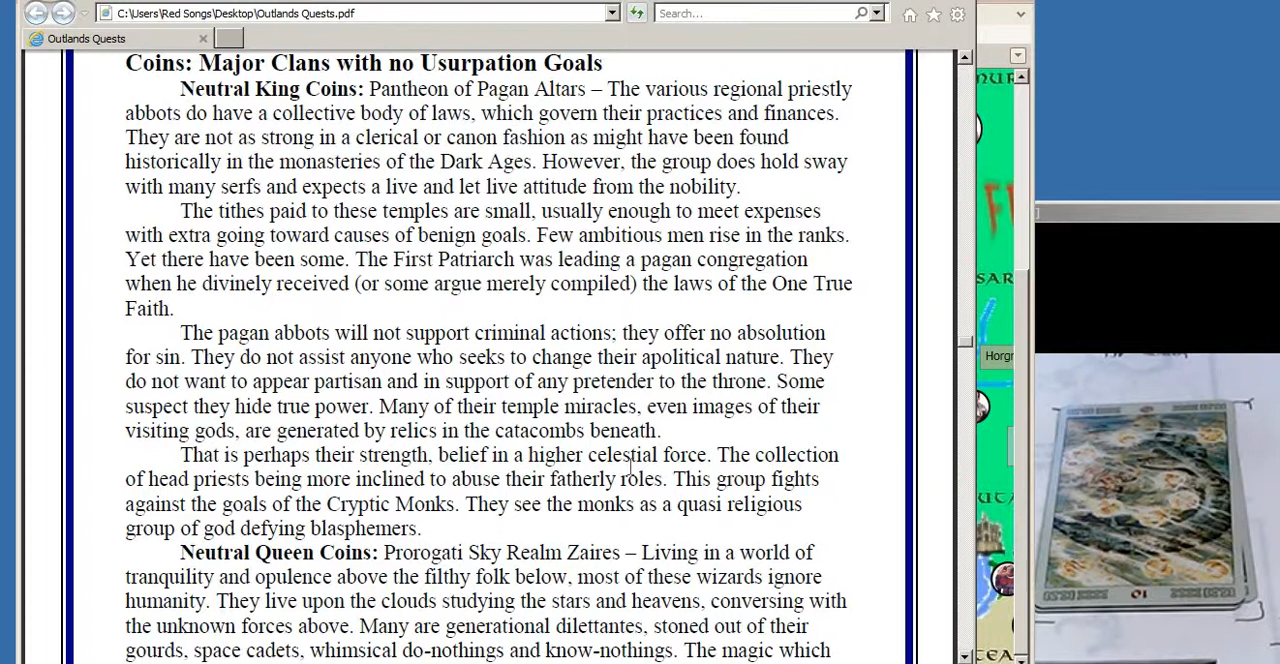 C:\Users\Red Songs\Desktop\Outlands Quests.pdf
Search...
Outlands Quests
Coins: Major Clans with no Usurpation Goals
Neutral King Coins: Pantheon of Pagan Altars – The various regional priestly
abbots do have a collective body of laws, which govern their practices and finances.
They are not as strong in a clerical or canon fashion as might have been found
historically in the monasteries of the Dark Ages. However, the group does hold sway
with many serfs and expects a live and let live attitude from the nobility.
The tithes paid to these temples are small, usually enough to meet expenses
with extra going toward causes of benign goals. Few ambitious men rise in the ranks.
Yet there have been some. The First Patriarch was leading a pagan congregation
when he divinely received (or some argue merely compiled) the laws of the One True
Faith.
The pagan abbots will not support criminal actions; they offer no absolution
for sin. They do not assist anyone who seeks to change their apolitical nature. They
do not want to appear partisan and in support of any pretender to the throne. Some
suspect they hide true power. Many of their temple miracles, even images of their
visiting gods, are generated by relics in the catacombs beneath.
That is perhaps their strength, belief in a higher celestial force. The collection
of head priests being more inclined to abuse their fatherly roles. This group fights
against the goals of the Cryptic Monks. They see the monks as a quasi religious
group of god defying blasphemers.
Neutral Queen Coins: Prorogati Sky Realm Zaires – Living in a world of
tranquility and opulence above the filthy folk below, most of these wizards ignore
humanity. They live upon the clouds studying the stars and heavens, conversing with
the unknown forces above. Many are generational dilettantes, stoned out of their
gourds, space cadets, whimsical do-nothings and know-nothings. The magic which
Horgr
10